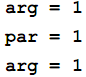 arg = 1
par = 1
arg = 1